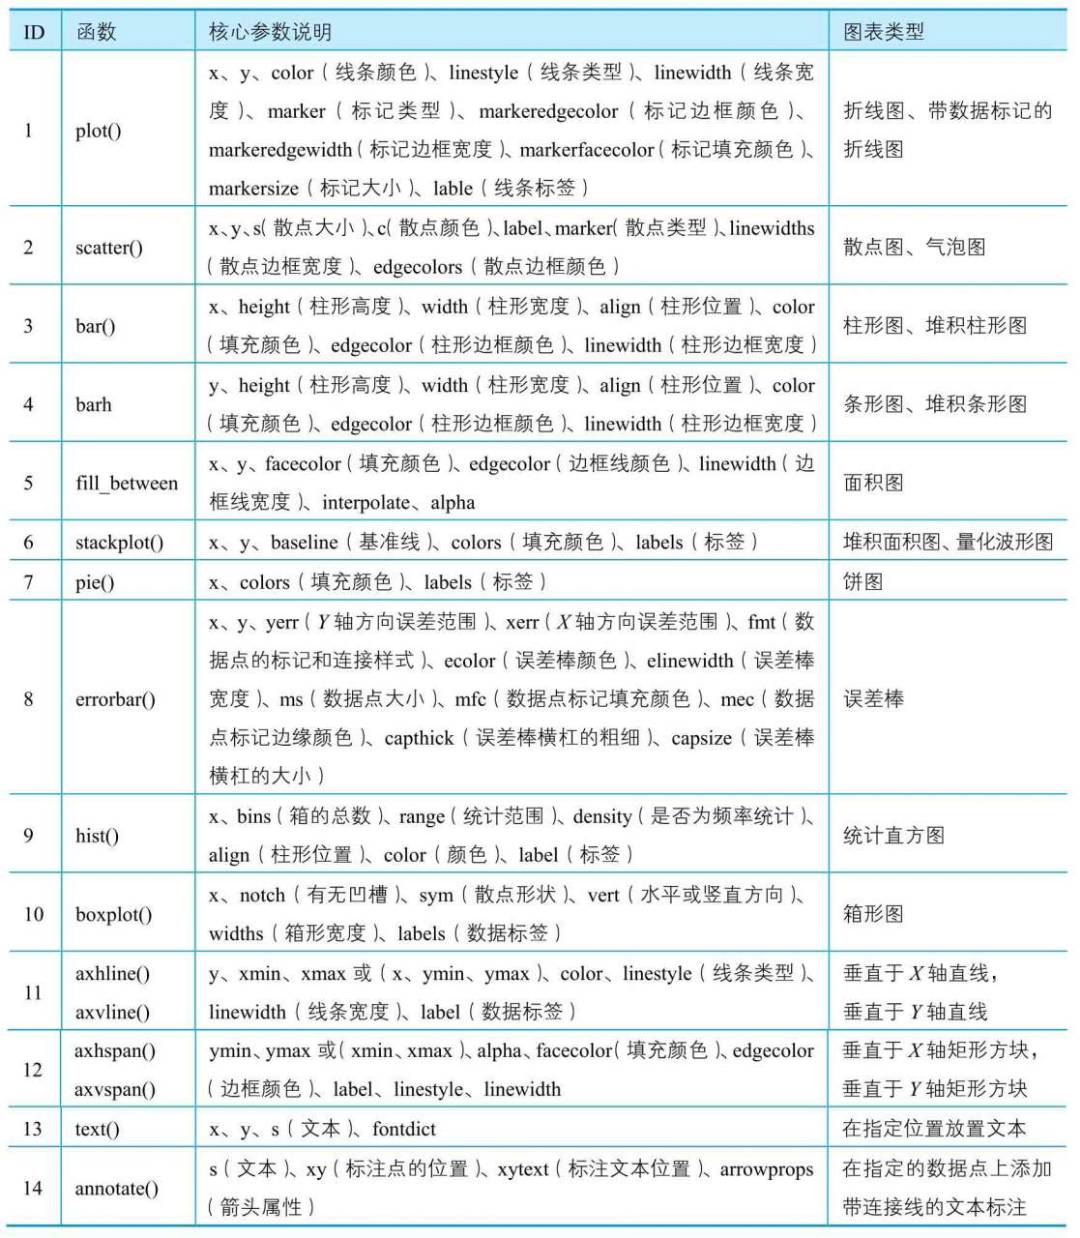 ID 函数 核心参数说明 图表类型
x、y、color（线条颜色）、linestyle（线条类型）、linewidth（线条宽
度）、marker（标记类型）、markeredgecolor（标记边框颜色）、
markeredgewidth（标记边框宽度）、markerfacecolor（标记填充颜色）、
markersize（标记大小）、lable（线条标签）
1 plot()
折线图、带数据标记的
折线图
2 scatter()
x、y、s（散点大小）、c（散点颜色）、label、marker（散点类型）、linewidths
（散点边框宽度）、edgecolors（散点边框颜色）
散点图、气泡图
3 bar()
x、height（柱形高度）、width（柱形宽度）、align（柱形位置）、color
（填充颜色）、edgecolor（柱形边框颜色）、linewidth（柱形边框宽度）
柱形图、堆积柱形图
4 barh
y、height（柱形高度）、width（柱形宽度）、align（柱形位置）、color
（填充颜色）、edgecolor（柱形边框颜色）、linewidth（柱形边框宽度）
条形图、堆积条形图
5 fill_between
x、y、facecolor（填充颜色）、edgecolor（边框线颜色）、linewidth（边
框线宽度）、interpolate、alpha
面积图
6 stackplot() x、y、baseline（基准线）、colors（填充颜色）、labels（标签） 堆积面积图、量化波形图
7 pie() x、colors（填充颜色）、labels（标签） 饼图
8 errorbar()
x、y、yerr（Y 轴方向误差范围）、xerr（X 轴方向误差范围）、fmt（数
据点的标记和连接样式）、ecolor（误差棒颜色）、elinewidth（误差棒
宽度）、ms（数据点大小）、mfc（数据点标记填充颜色）、mec（数据
点标记边缘颜色）、capthick（误差棒横杠的粗细）、capsize（误差棒
横杠的大小）
误差棒
9 hist()
x、bins（箱的总数）、range（统计范围）、density（是否为频率统计）、
align（柱形位置）、color（颜色）、label（标签）
统计直方图
10 boxplot()
x、notch（有无凹槽）、sym（散点形状）、vert（水平或竖直方向）、
widths（箱形宽度）、labels（数据标签）
箱形图
11
axhline()
axvline()
y、xmin、xmax 或（x、ymin、ymax）、color、linestyle（线条类型）、
linewidth（线条宽度）、label（数据标签）
垂直于 X 轴直线，
垂直于 Y 轴直线
12
axhspan()
axvspan()
ymin、ymax 或（xmin、xmax）、alpha、facecolor（填充颜色）、edgecolor
（边框颜色）、label、linestyle、linewidth
垂直于 X 轴矩形方块，
垂直于 Y 轴矩形方块
13 text() x、y、s（文本）、fontdict 在指定位置放置文本
14 annotate()
s（文本）、xy（标注点的位置）、xytext（标注文本位置）、arrowprops
（箭头属性）
在指定的数据点上添加
带连接线的文本标注